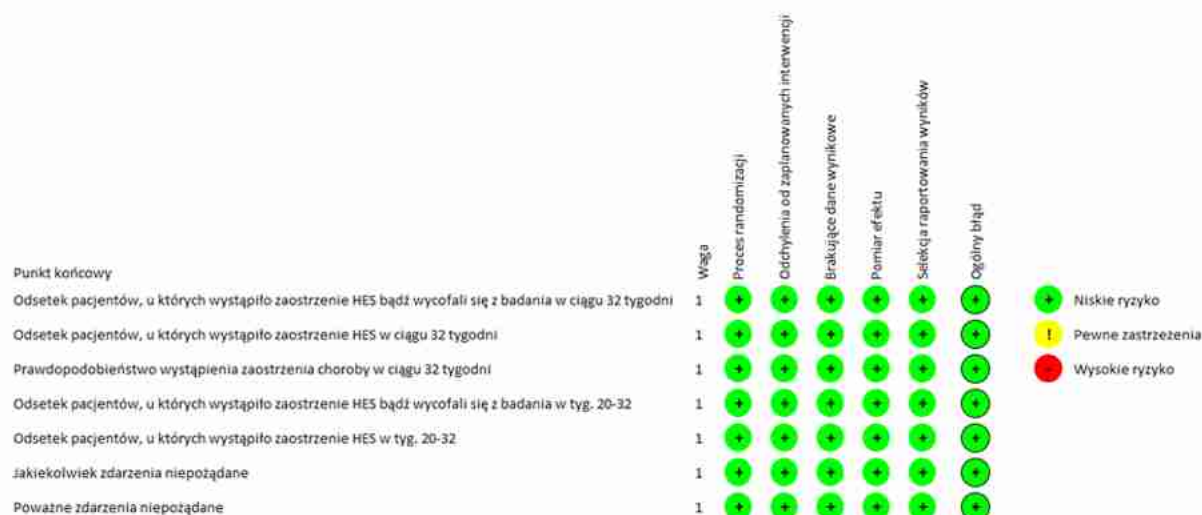 Waga
Proces randomizacji
Odchylenia od zaplanowanych interwencji
Brakujące dane wynikowe
Pomiar efektu
Selekcja raportowania wyników
Ogólny błąd
Punkt końcowy
Odsetek pacjentów, u których wystąpiło zaostrzenie HES bądź wycofali się z badania w ciągu 32 tygodni 1 + + + + + + + Niskie ryzyko
Odsetek pacjentów, u których wystąpiło zaostrzenie HES w ciągu 32 tygodni 1 + + + + + + ! Pewne zastrzeżenia
Prawdopodobieństwo wystąpienia zaostrzenia choroby w ciągu 32 tygodni 1 + + + + + + Wysokie ryzyko
Odsetek pacjentów, u których wystąpiło zaostrzenie HES bądź wycofali się z badania w tyg. 20-32 1 + + + + + +
Odsetek pacjentów, u których wystąpiło zaostrzenie HES w tyg. 20-32 1 + + + + + +
Jakiekolwiek zdarzenia niepożądane 1 + + + + + +
Poważne zdarzenia niepożądane 1 + + + + + +